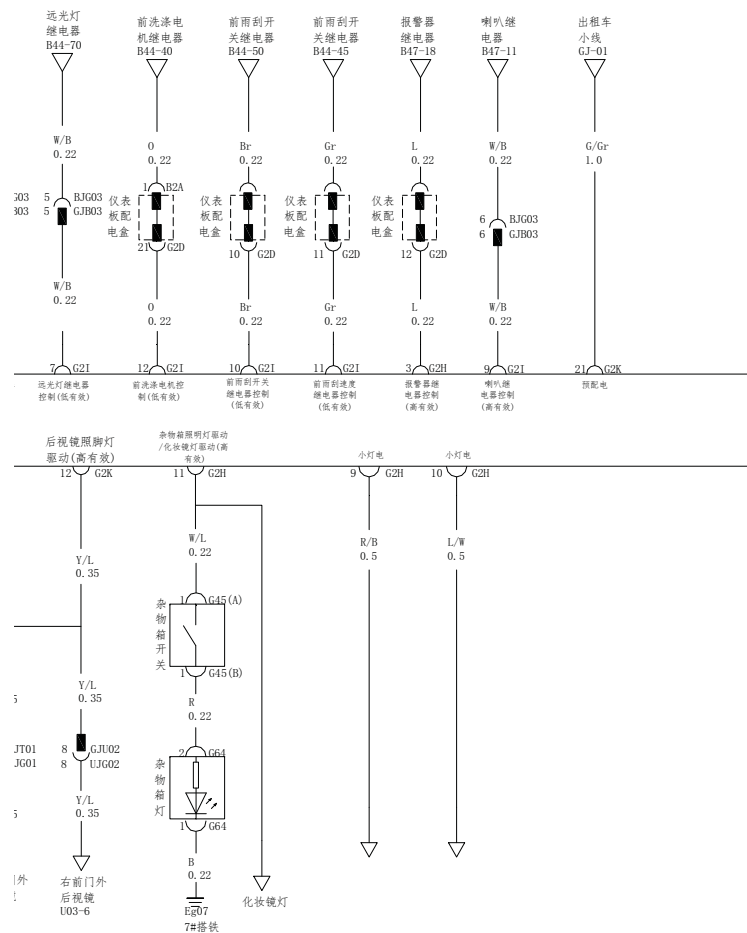 远光灯
继电器
B44-70
前洗涤电
机继电器
B44-40
前雨刮开
关继电器
B44-50
前雨刮开
关继电器
B44-45
报警器
继电器
B47-18
喇叭继
电器
B47-11
出租车
小线
GJ-01
W/B
0.22
O
0.22
Br
0.22
Gr
0.22
L
0.22
W/B
0.22
G/Gr
1.0
G03
B03
5 BJG03
5 GJB03
1 B2A
仪表
板配
电盒
21 G2D
仪表
板配
电盒
10 G2D
仪表
板配
电盒
11 G2D
仪表
板配
电盒
12 G2D
6 BJG03
6 GJB03
W/B
0.22
O
0.22
Br
0.22
Gr
0.22
L
0.22
W/B
0.22
7 G2I
12 G2I
10 G2I
11 G2I
3 G2H
9 G2I
21 G2K
远光灯继电器
控制(低有效)
前洗涤电机控
制(低有效)
前雨刮开关
继电器控制
(低有效)
前雨刮速度
继电器控制
(低有效)
报警器继
电器控制
(高有效)
喇叭继
电器控制
(高有效)
预配电
后视镜照脚灯
驱动(高有效)
12 G2K
杂物箱照明灯驱动
/化妆镜灯驱动(高
有效)
11 G2H
小灯电
9 G2H
小灯电
10 G2H
Y/L
0.35
W/L
0.22
R/B
0.5
L/W
0.5
1 G45(A)
杂
物
箱
开
关
1 G45(B)
Y/L
0.35
5
R
0.22
JT01
JG01
8 GJU02
8 UJG02
2 G64
杂
物
箱
灯
1 G64
Y/L
0.35
5
B
0.22
外
右前门外
后视镜
U03-6
Eg07
7#搭铁
化妆镜灯